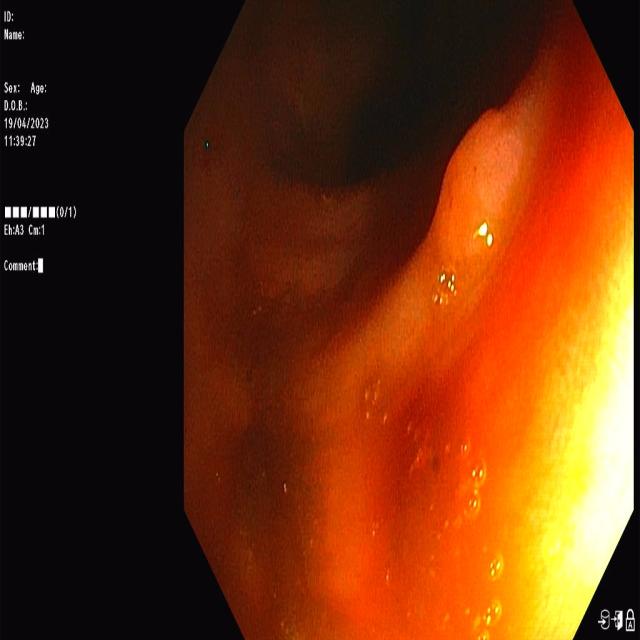 ID:
Name:
Sex: Age:
D.O.B.:
19/04/2023
11:39:27
■■■/■■■(0/1)
Eh:A3 Cm:1
Comment: